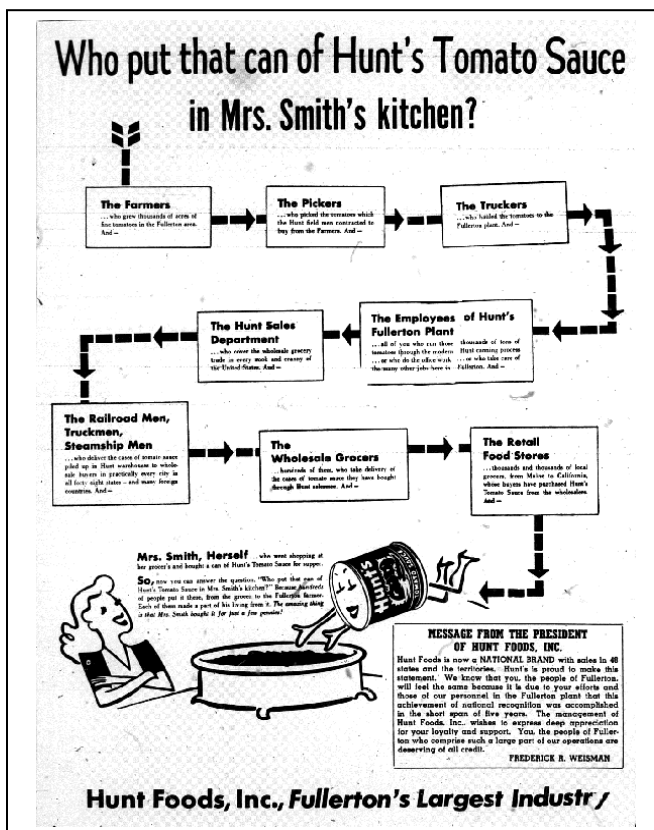 Who put that can of Hunt's Tomato Sauce
in Mrs. Smith's kitchen?
The Farmers
...who grew thousands of acres of
fine tomatoes in the Fullerton area.
And —
The Pickers
...who picked the tomatoes which
the Hunt field men contracted to
buy from the Farmers. And —
The Truckers
...who hauled the tomatoes to the
Fullerton plant. And —
The Employees of Hunt's
Fullerton Plant
...all of you who run those thousands of tons of
tomatoes through the modern Hunt canning process
...or who do the office work ...or who take care of
the many other jobs here in Fullerton. And —
The Hunt Sales
Department
...who cover the wholesale grocery
trade in every nook and cranny of
the United States. And —
The Railroad Men,
Truckmen,
Steamship Men
...who deliver the cases of tomato sauce
piled up in Hunt warehouses to whole-
sale buyers in practically every city in
all forty eight states — and many foreign
countries. And —
The
Wholesale Grocers
...hundreds of them, who take delivery of
the cases of tomato sauce they have bought
through Hunt salesmen. And —
The Retail
Food Stores
...thousands and thousands of local
grocers, from Maine to California,
whose buyers have purchased Hunt's
Tomato Sauce from the wholesalers.
And —
Mrs. Smith, Herself ...who went shopping at
her grocer's and bought a can of Hunt's Tomato Sauce for supper.
So, now you can answer the question, "Who put that can of
Hunt's Tomato Sauce in Mrs. Smith's kitchen?" Because hundreds
of people put it there, from the grocer to the Fullerton farmer.
Each of them made a part of his living from it. The amazing thing
is that Mrs. Smith bought it for just a few pennies!
Hunt's
TOMATO SAUCE
MESSAGE FROM THE PRESIDENT
OF HUNT FOODS, INC.
Hunt Foods is now a NATIONAL BRAND with sales in 48
states and the territories. Hunt's is proud to make this
statement. We know that you, the people of Fullerton,
will feel the same because it is due to your efforts and
those of our personnel in the Fullerton plant that this
achievement of national recognition was accomplished
in the short span of five years. The management of
Hunt Foods, Inc., wishes to express deep appreciation
for your loyalty and support. You, the people of Fuller-
ton who comprise such a large part of our operations are
deserving of all credit.
FREDERICK R. WEISMAN
Hunt Foods, Inc., Fullerton's Largest Industry